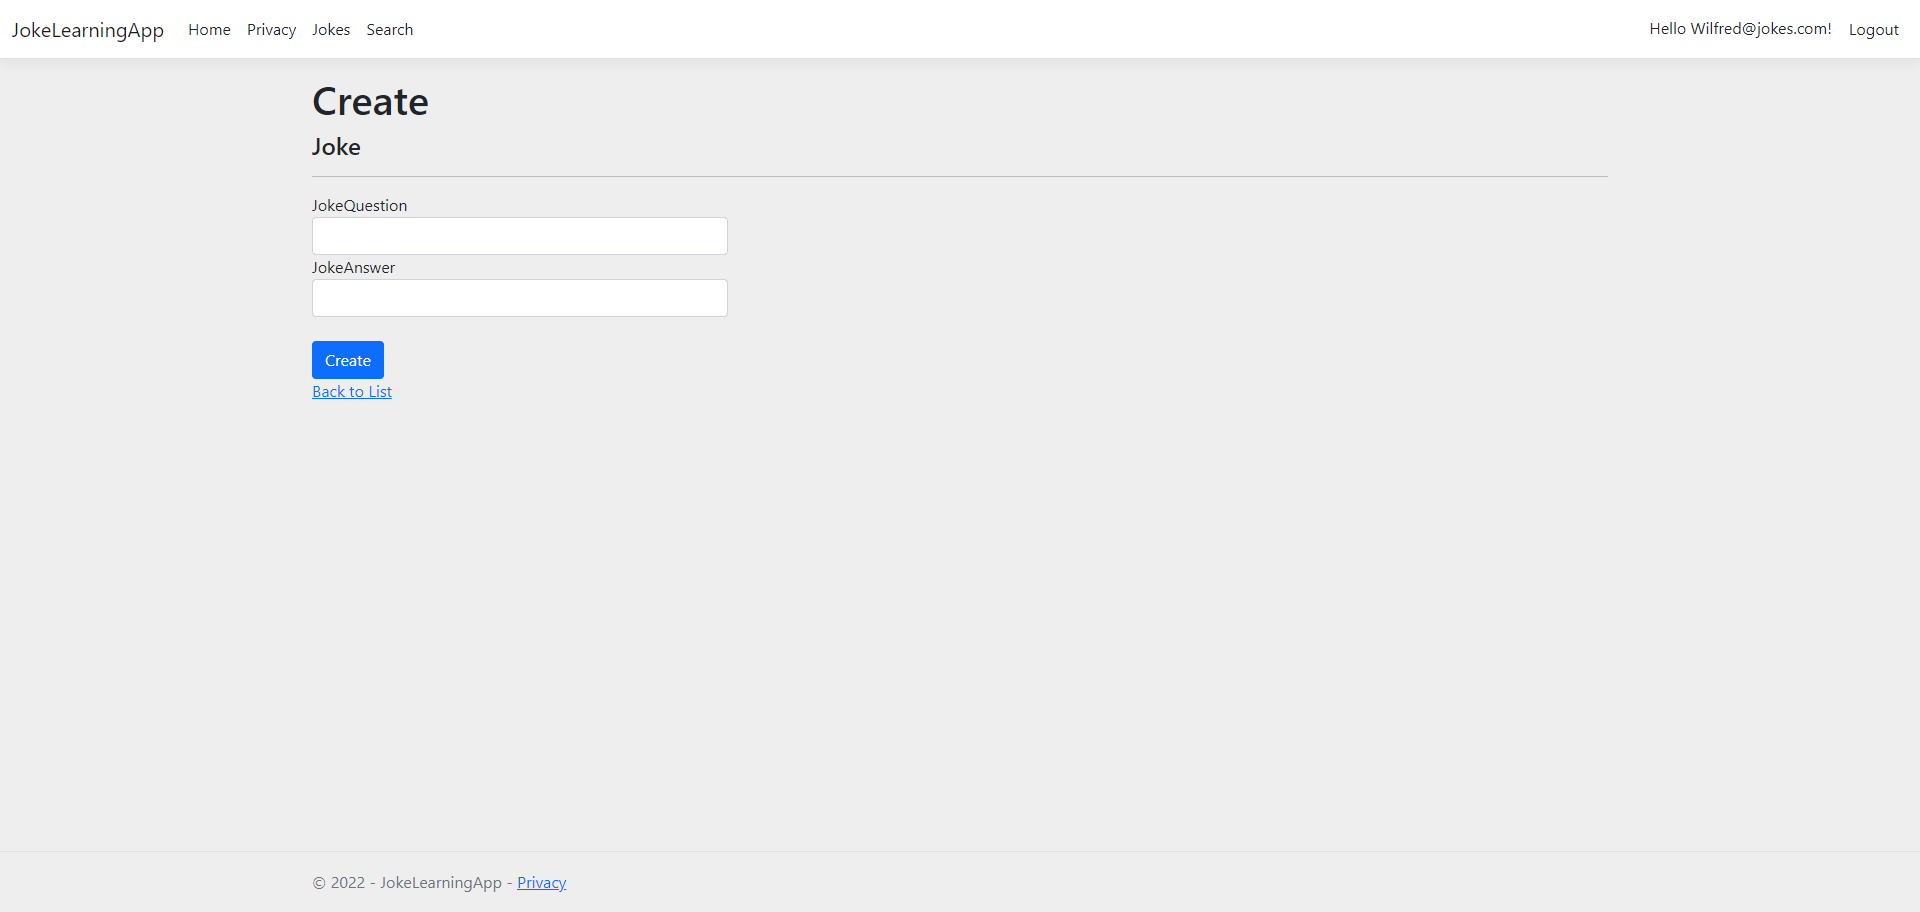 JokeLearningApp Home Privacy Jokes Search Hello Wilfred@jokes.com! Logout
Create
Joke
JokeQuestion
JokeAnswer
Create
Back to List
© 2022 - JokeLearningApp - Privacy